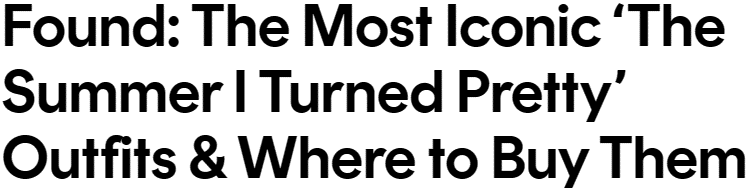 Found: The Most Iconic ‘The
Summer I Turned Pretty’
Outfits & Where to Buy Them